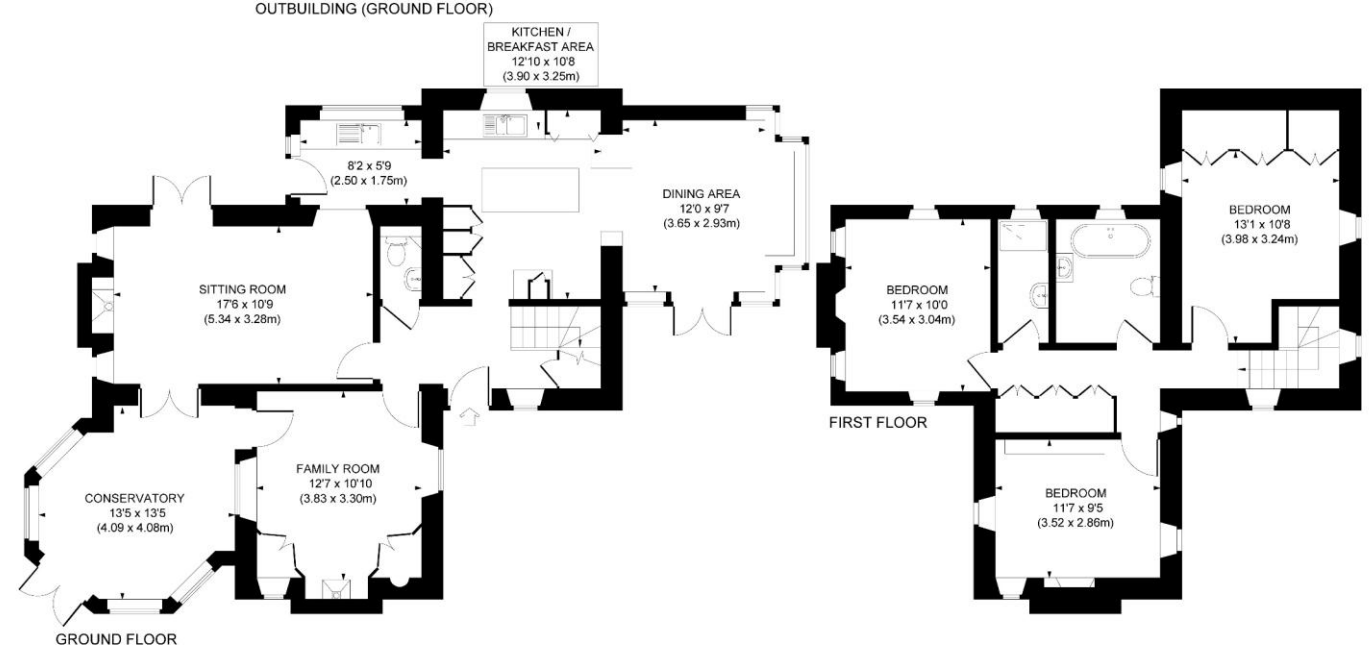 OUTBUILDING (GROUND FLOOR)
KITCHEN /
BREAKFAST AREA
12'10 x 10'8
(3.90 x 3.25m)
8'2 x 5'9
(2.50 x 1.75m)
DINING AREA
12'0 x 9'7
(3.65 x 2.93m)
SITTING ROOM
17'6 x 10'9
(5.34 x 3.28m)
FAMILY ROOM
12'7 x 10'10
(3.83 x 3.30m)
CONSERVATORY
13'5 x 13'5
(4.09 x 4.08m)
GROUND FLOOR
BEDROOM
13'1 x 10'8
(3.98 x 3.24m)
BEDROOM
11'7 x 10'0
(3.54 x 3.04m)
FIRST FLOOR
BEDROOM
11'7 x 9'5
(3.52 x 2.86m)